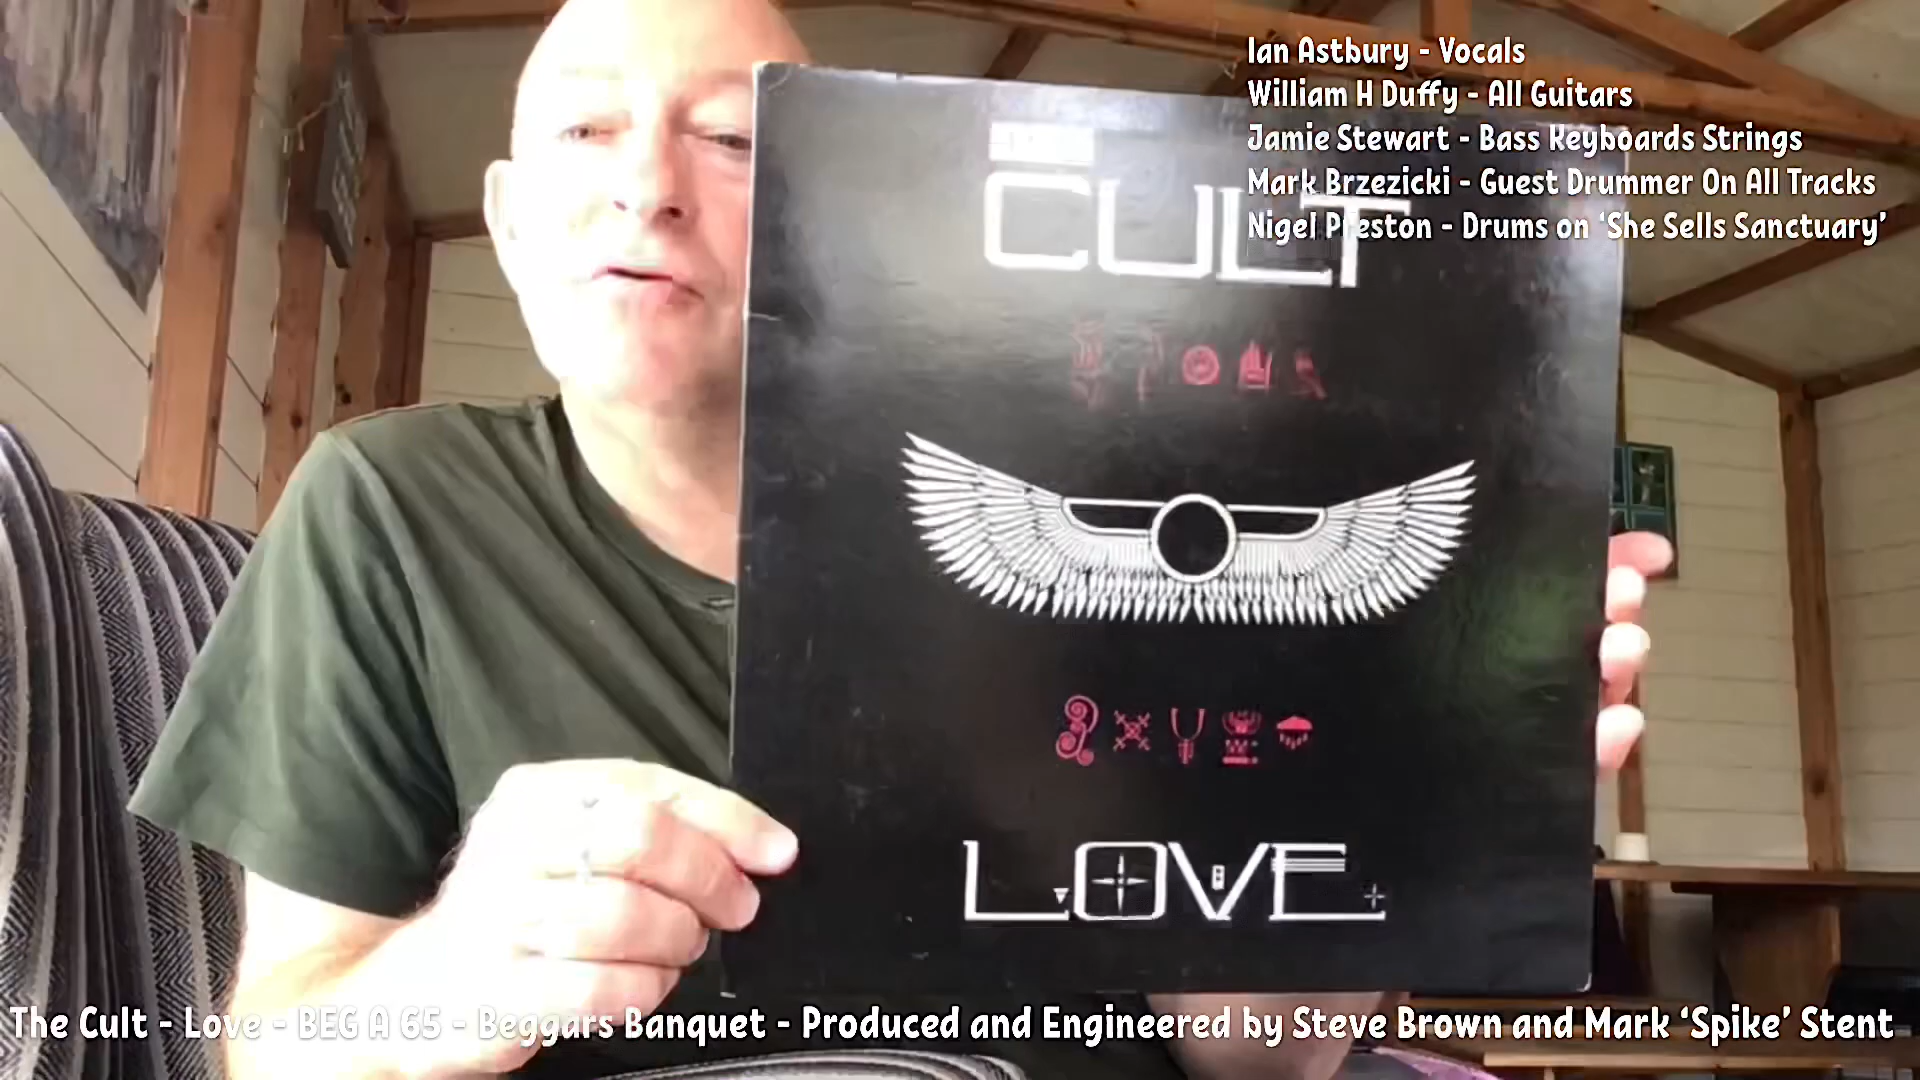 Ian Astbury - Vocals
William H Duffy - All Guitars
Jamie Stewart - Bass Keyboards Strings
Mark Brzezicki - Guest Drummer On All Tracks
Nigel Preston - Drums on ‘She Sells Sanctuary’
CULT
LOVE
The Cult - Love - BEG A 65 - Beggars Banquet - Produced and Engineered by Steve Brown and Mark ‘Spike’ Stent